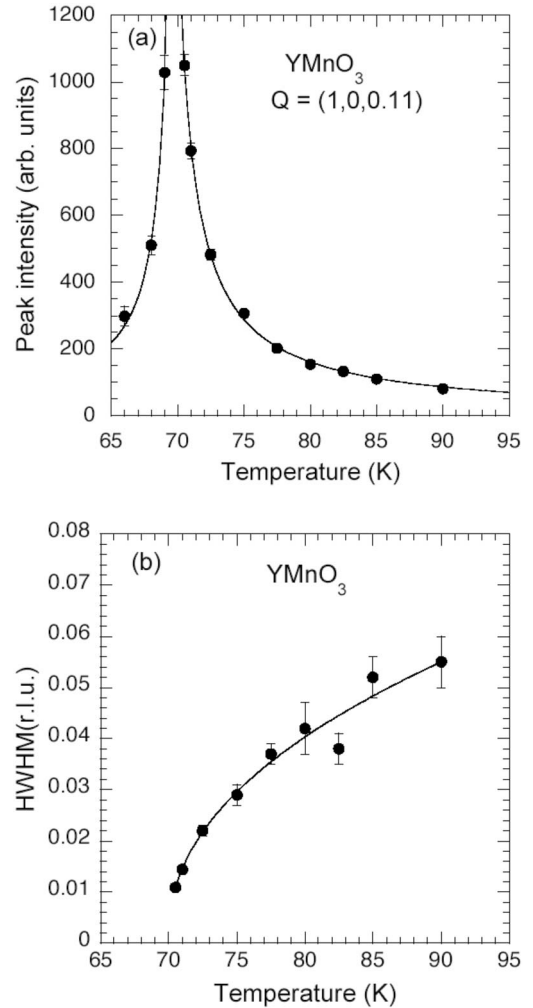 1200
(a)
YMnO3
Q = (1,0,0.11)
1000
800
600
400
200
0
Peak intensity (arb. units)
65 70 75 80 85 90 95
Temperature (K)
0.08
(b)
YMnO3
0.07
0.06
0.05
0.04
0.03
0.02
0.01
0
HWHM(r.l.u.)
65 70 75 80 85 90 95
Temperature (K)